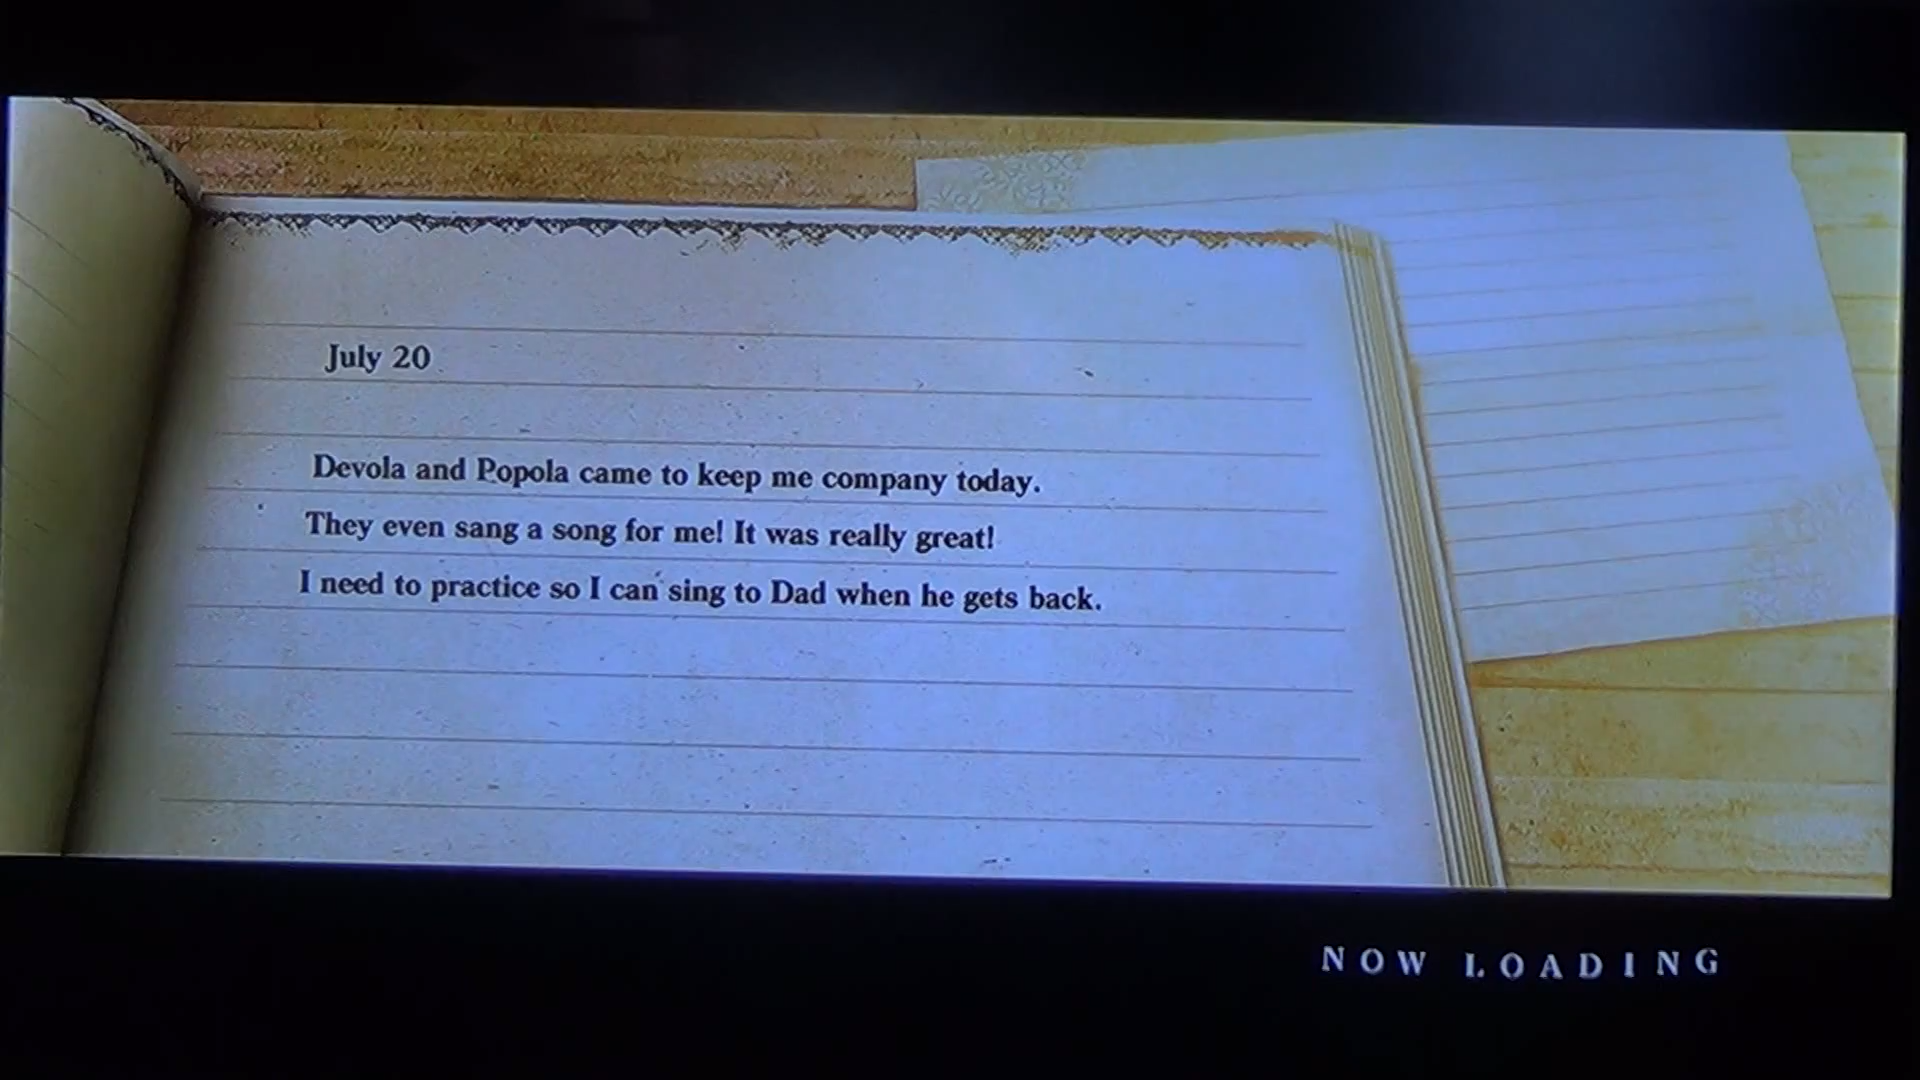 July 20
Devola and Popola came to keep me company today.
They even sang a song for me! It was really great!
I need to practice so I can sing to Dad when he gets back.
NOW LOADING